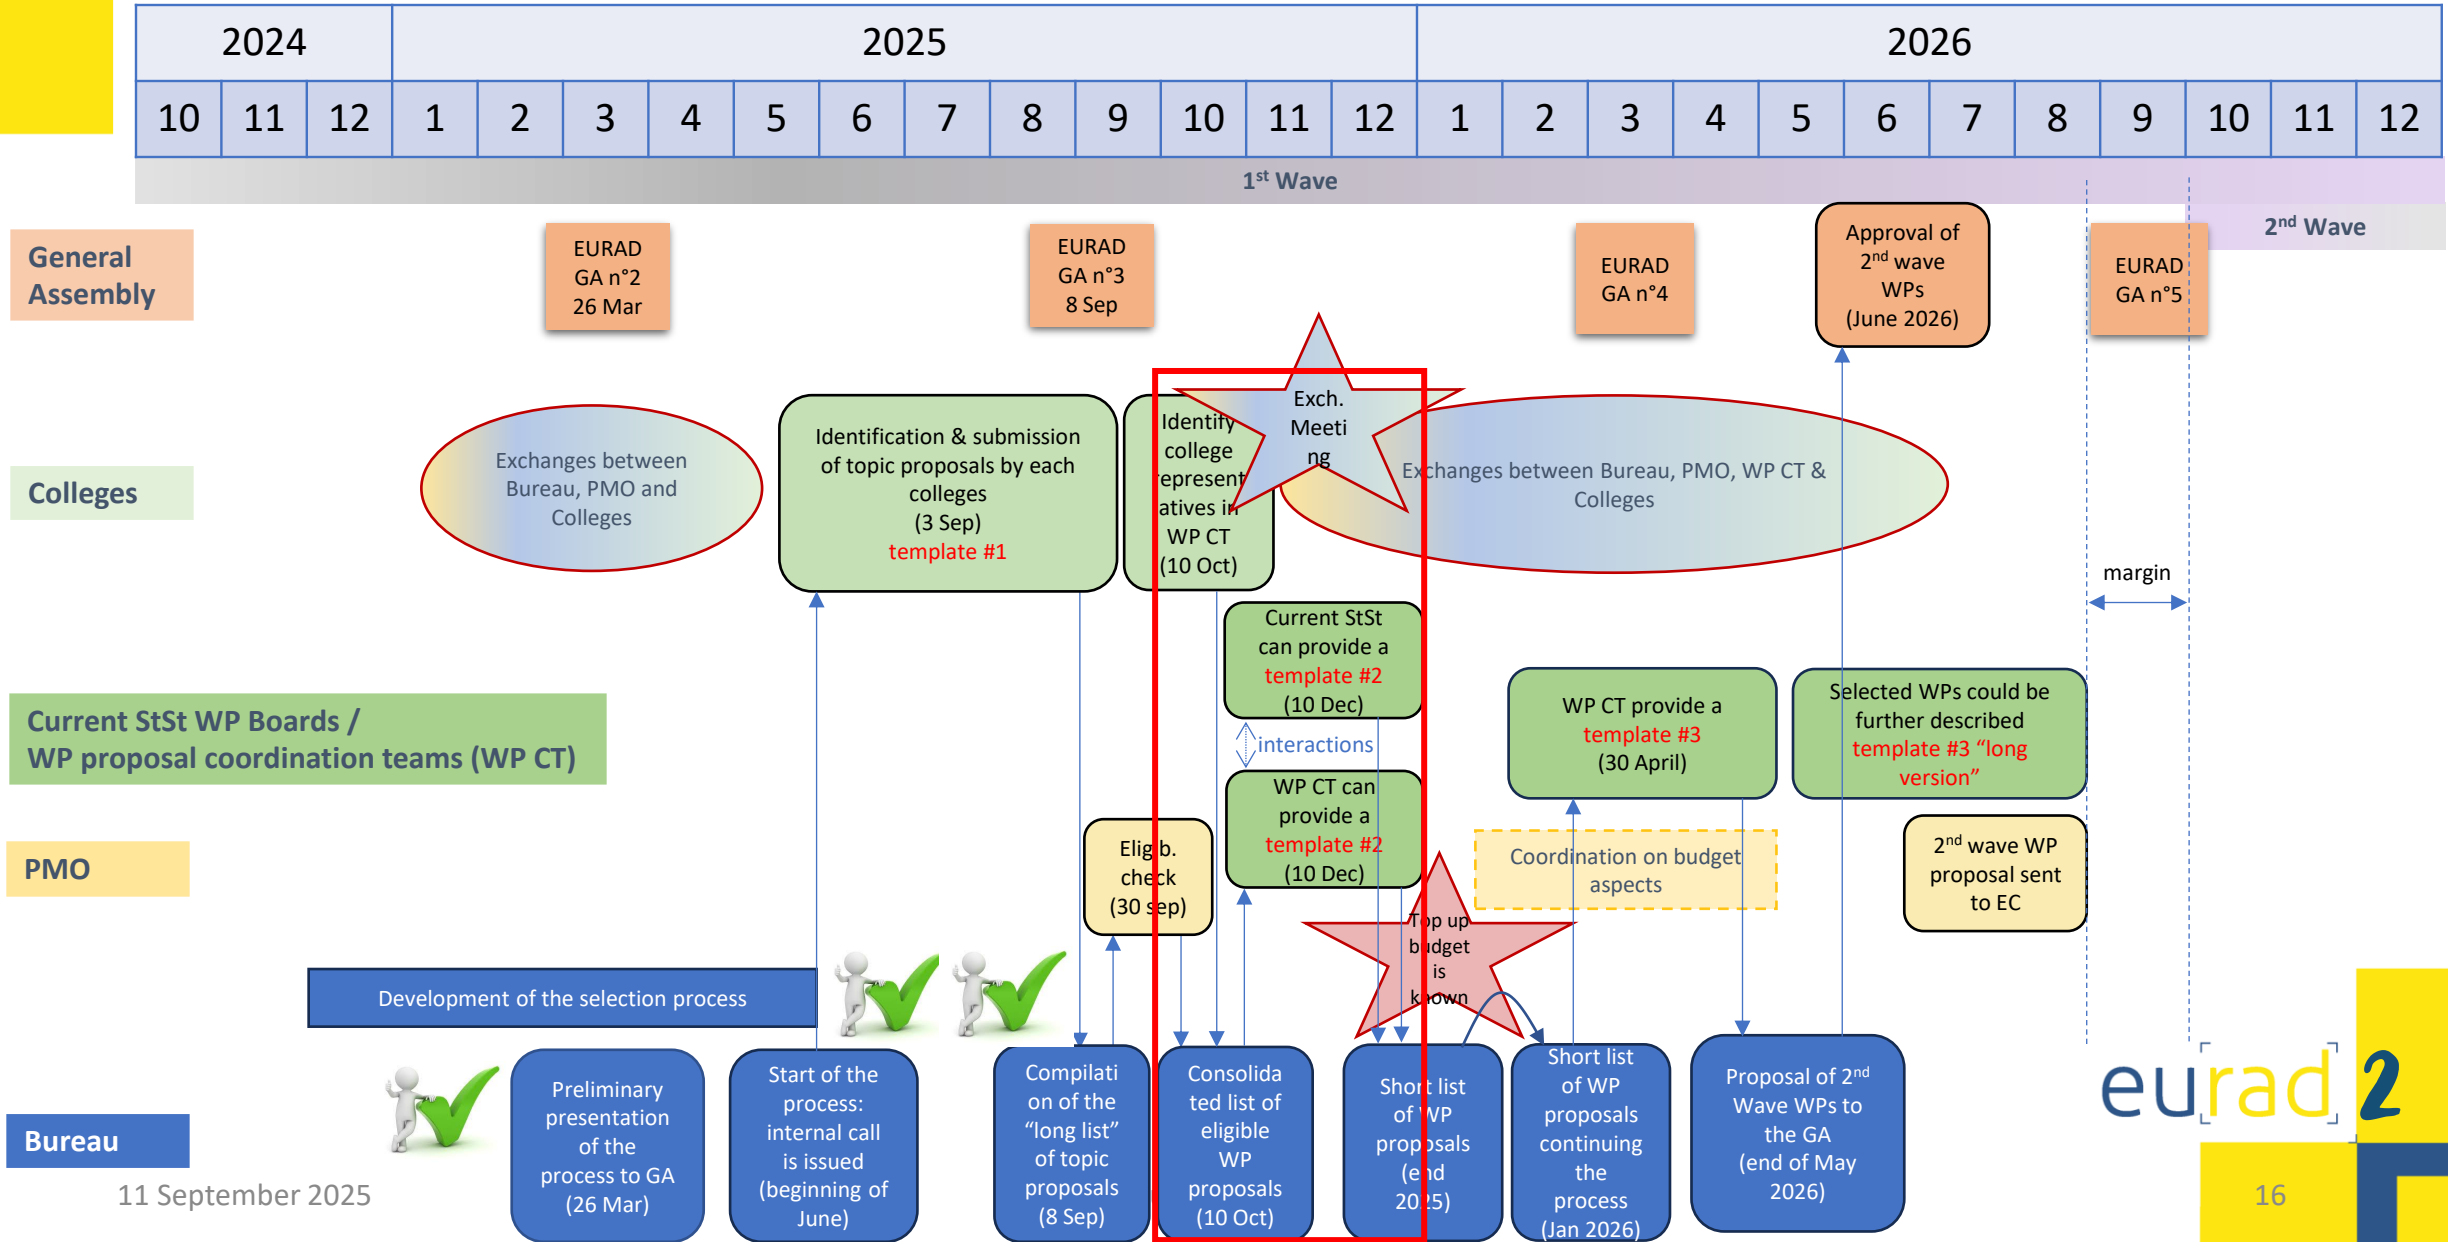 2024
2025
2026
10 11 12 1 2 3 4 5 6 7 8 9 10 11 12 1 2 3 4 5 6 7 8 9 10 11 12
1st Wave
2nd Wave
General
Assembly
EURAD
GA n°2
26 Mar
EURAD
GA n°3
8 Sep
EURAD
GA n°4
Approval of
2nd wave
WPs
(June 2026)
EURAD
GA n°5
Colleges
Exchanges between
Bureau, PMO and
Colleges
Identification & submission
of topic proposals by each
colleges
(3 Sep)
template #1
Identify
college
represent
atives in
WP CT
(10 Oct)
Exch.
Meeti
ng
Exchanges between Bureau, PMO, WP CT &
Colleges
margin
Current StSt WP Boards /
WP proposal coordination teams (WP CT)
Current StSt
can provide a
template #2
(10 Dec)
interactions
WP CT can
provide a
template #2
(10 Dec)
WP CT provide a
template #3
(30 April)
Selected WPs could be
further described
template #3 “long
version”
PMO
Eligib.
check
(30 sep)
Coordination on budget
aspects
2nd wave WP
proposal sent
to EC
Top up
budget
is
known
Development of the selection process
Bureau
Preliminary
presentation
of the
process to GA
(26 Mar)
Start of the
process:
internal call
is issued
(beginning of
June)
Compilati
on of the
“long list”
of topic
proposals
(8 Sep)
Consolida
ted list of
eligible
WP
proposals
(10 Oct)
Short list
of WP
proposals
(end
2025)
Short list
of WP
proposals
continuing
the
process
(Jan 2026)
Proposal of 2nd
Wave WPs to
the GA
(end of May
2026)
eurad 2
11 September 2025
16